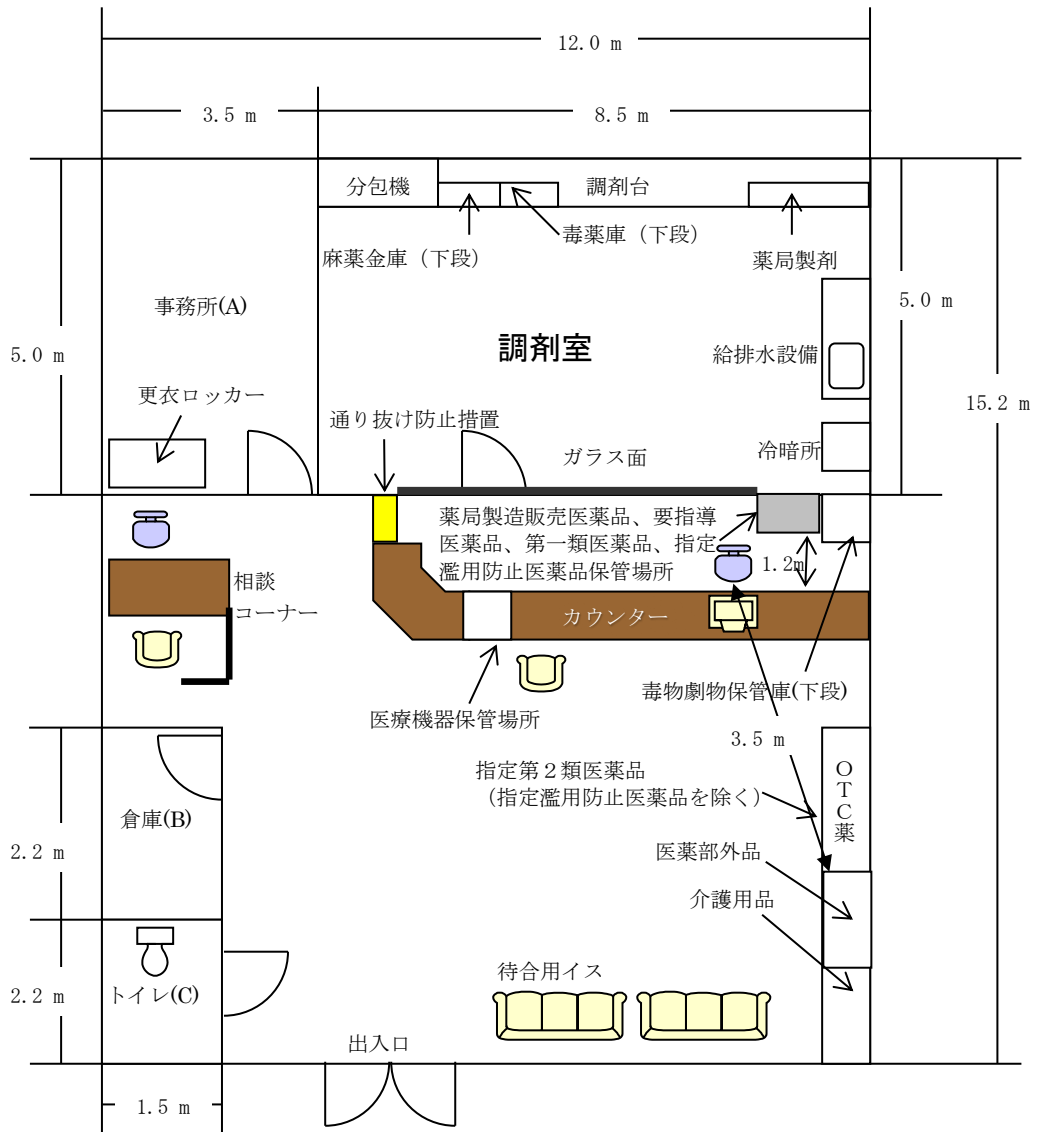 12.0 m
3.5 m
8.5 m
分包機
調剤台
麻薬金庫（下段）
毒薬庫（下段）
薬局製剤
事務所(A)
5.0 m
5.0 m
調剤室
給排水設備
15.2 m
更衣ロッカー
通り抜け防止措置
ガラス面
冷暗所
薬局製造販売医薬品、要指導
医薬品、第一類医薬品、指定
濫用防止医薬品保管場所
1.2m
相談
コーナー
カウンター
毒物劇物保管庫(下段)
医療機器保管場所
3.5 m
指定第２類医薬品
（指定濫用防止医薬品を除く）
ＯＴＣ薬
倉庫(B)
2.2 m
医薬部外品
介護用品
待合用イス
2.2 m
トイレ(C)
出入口
1.5 m